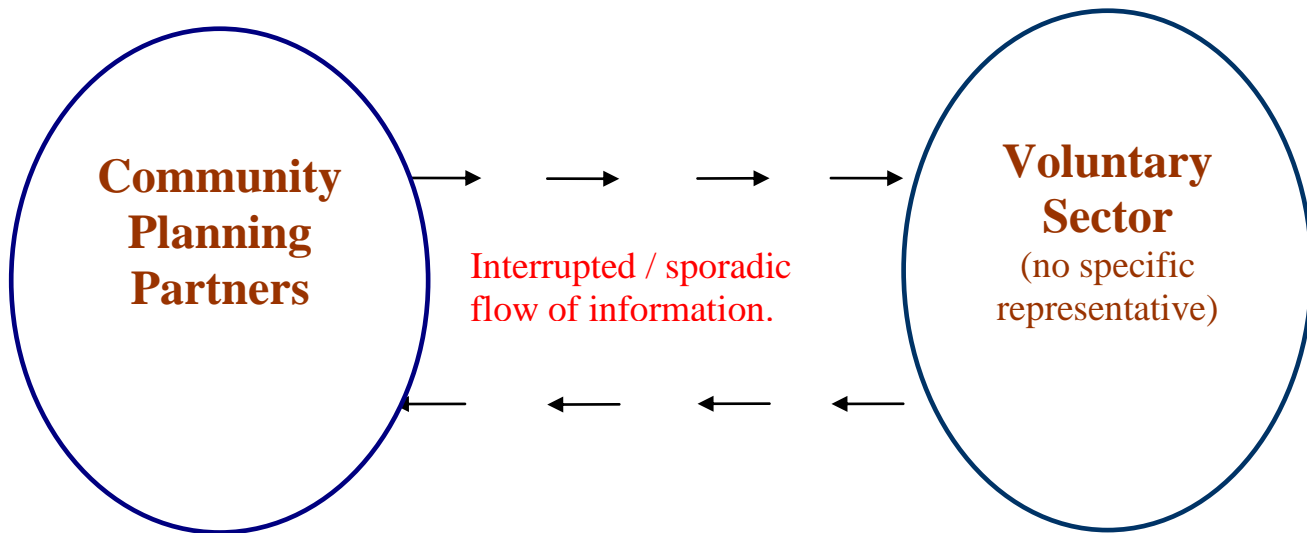 Community
Planning
Partners
Interrupted / sporadic
flow of information.
Voluntary
Sector
(no specific
representative)